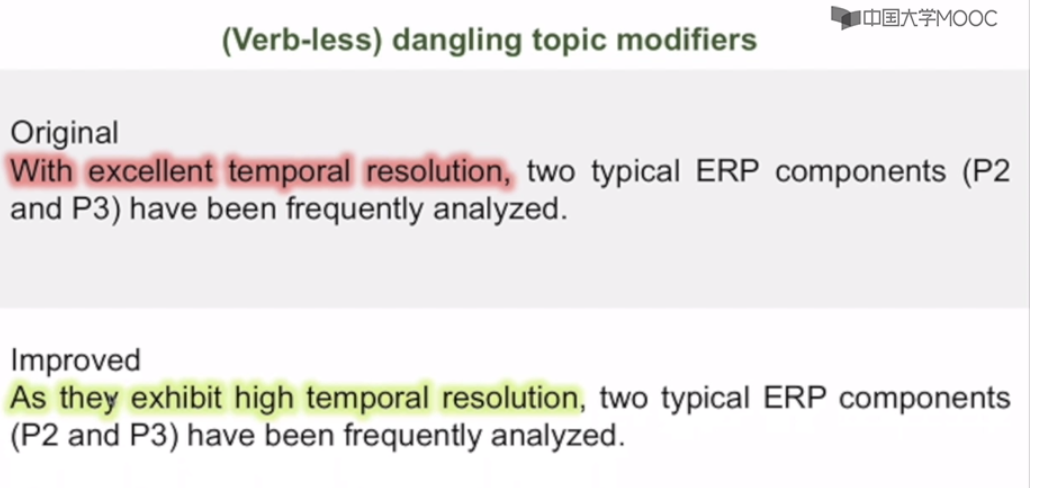 中国大学MOOC
(Verb-less) dangling topic modifiers
Original
With excellent temporal resolution, two typical ERP components (P2
and P3) have been frequently analyzed.
Improved
As they exhibit high temporal resolution, two typical ERP components
(P2 and P3) have been frequently analyzed.